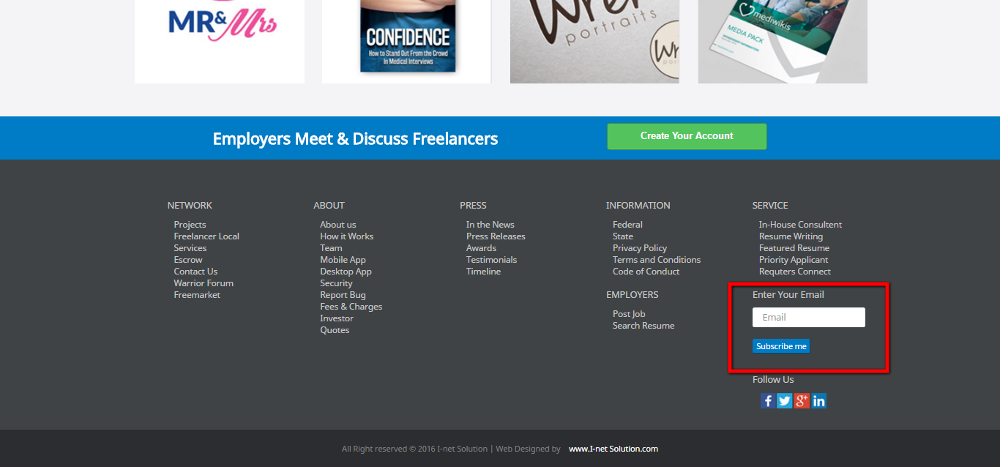 MR& Mrs
CONFIDENCE
How to Stand Out From the Crowd
In Medical Interviews
Wren
portraits
mediwikis
MEDIA PACK
SPONSORSHIP INFORMATION
Employers Meet & Discuss Freelancers
Create Your Account
NETWORK
Projects
Freelancer Local
Services
Escrow
Contact Us
Warrior Forum
Freemarket
ABOUT
About us
How it Works
Team
Mobile App
Desktop App
Security
Report Bug
Fees & Charges
Investor
Quotes
PRESS
In the News
Press Releases
Awards
Testimonials
Timeline
INFORMATION
Federal
State
Privacy Policy
Terms and Conditions
Code of Conduct
EMPLOYERS
Post Job
Search Resume
SERVICE
In-House Consultent
Resume Writing
Featured Resume
Priority Applicant
Requters Connect
Enter Your Email
Email
Subscribe me
Follow Us
All Right reserved © 2016 I-net Solution | Web Designed by www.I-net Solution.com